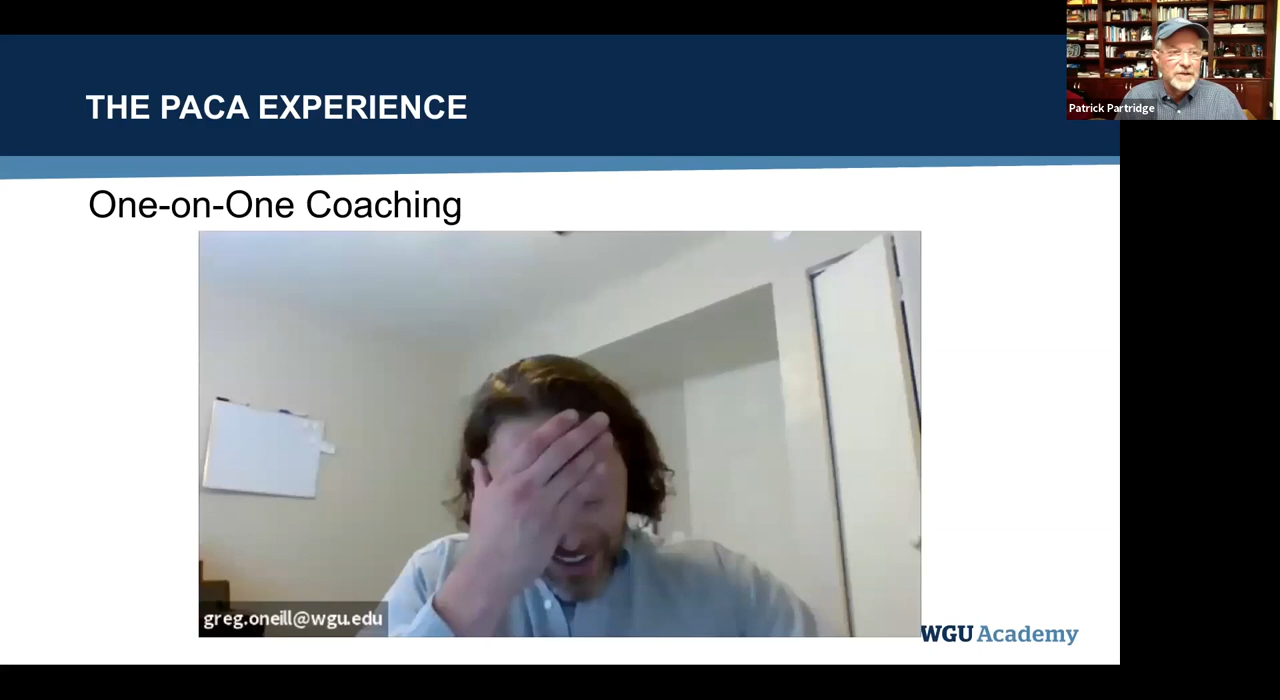 THE PACA EXPERIENCE
Patrick Partridge
One-on-One Coaching
greg.oneill@wgu.edu
WGU Academy